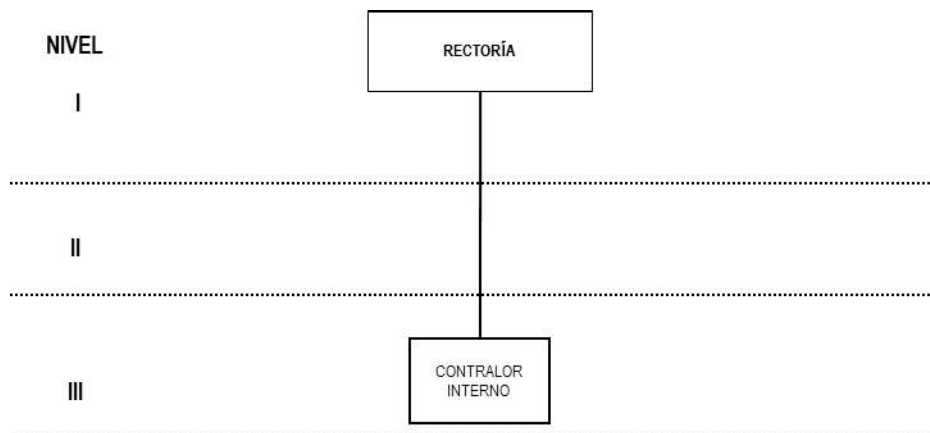 NIVEL
RECTORÍA
I
II
CONTRALOR
INTERNO
III